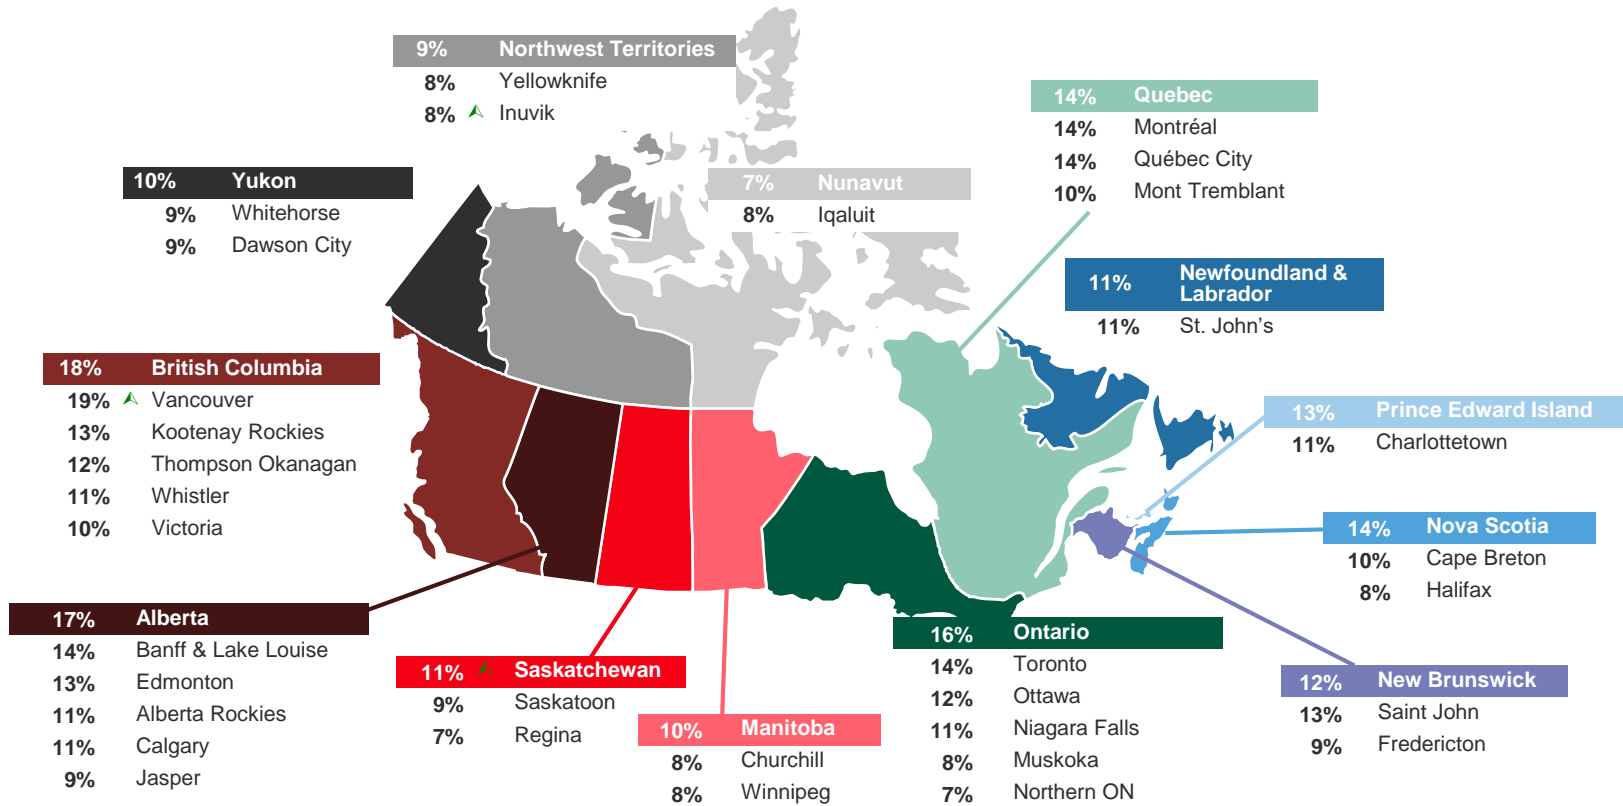 9% Northwest Territories
8% Yellowknife
8% Inuvik
14% Quebec
14% Montréal
14% Québec City
10% Mont Tremblant
10% Yukon
9% Whitehorse
9% Dawson City
7% Nunavut
8% Iqaluit
11% Newfoundland &
Labrador
11% St. John’s
18% British Columbia
19% Vancouver
13% Kootenay Rockies
12% Thompson Okanagan
11% Whistler
10% Victoria
13% Prince Edward Island
11% Charlottetown
14% Nova Scotia
10% Cape Breton
8% Halifax
17% Alberta
14% Banff & Lake Louise
13% Edmonton
11% Alberta Rockies
11% Calgary
9% Jasper
11% Saskatchewan
9% Saskatoon
7% Regina
10% Manitoba
8% Churchill
8% Winnipeg
16% Ontario
14% Toronto
12% Ottawa
11% Niagara Falls
8% Muskoka
7% Northern ON
12% New Brunswick
13% Saint John
9% Fredericton